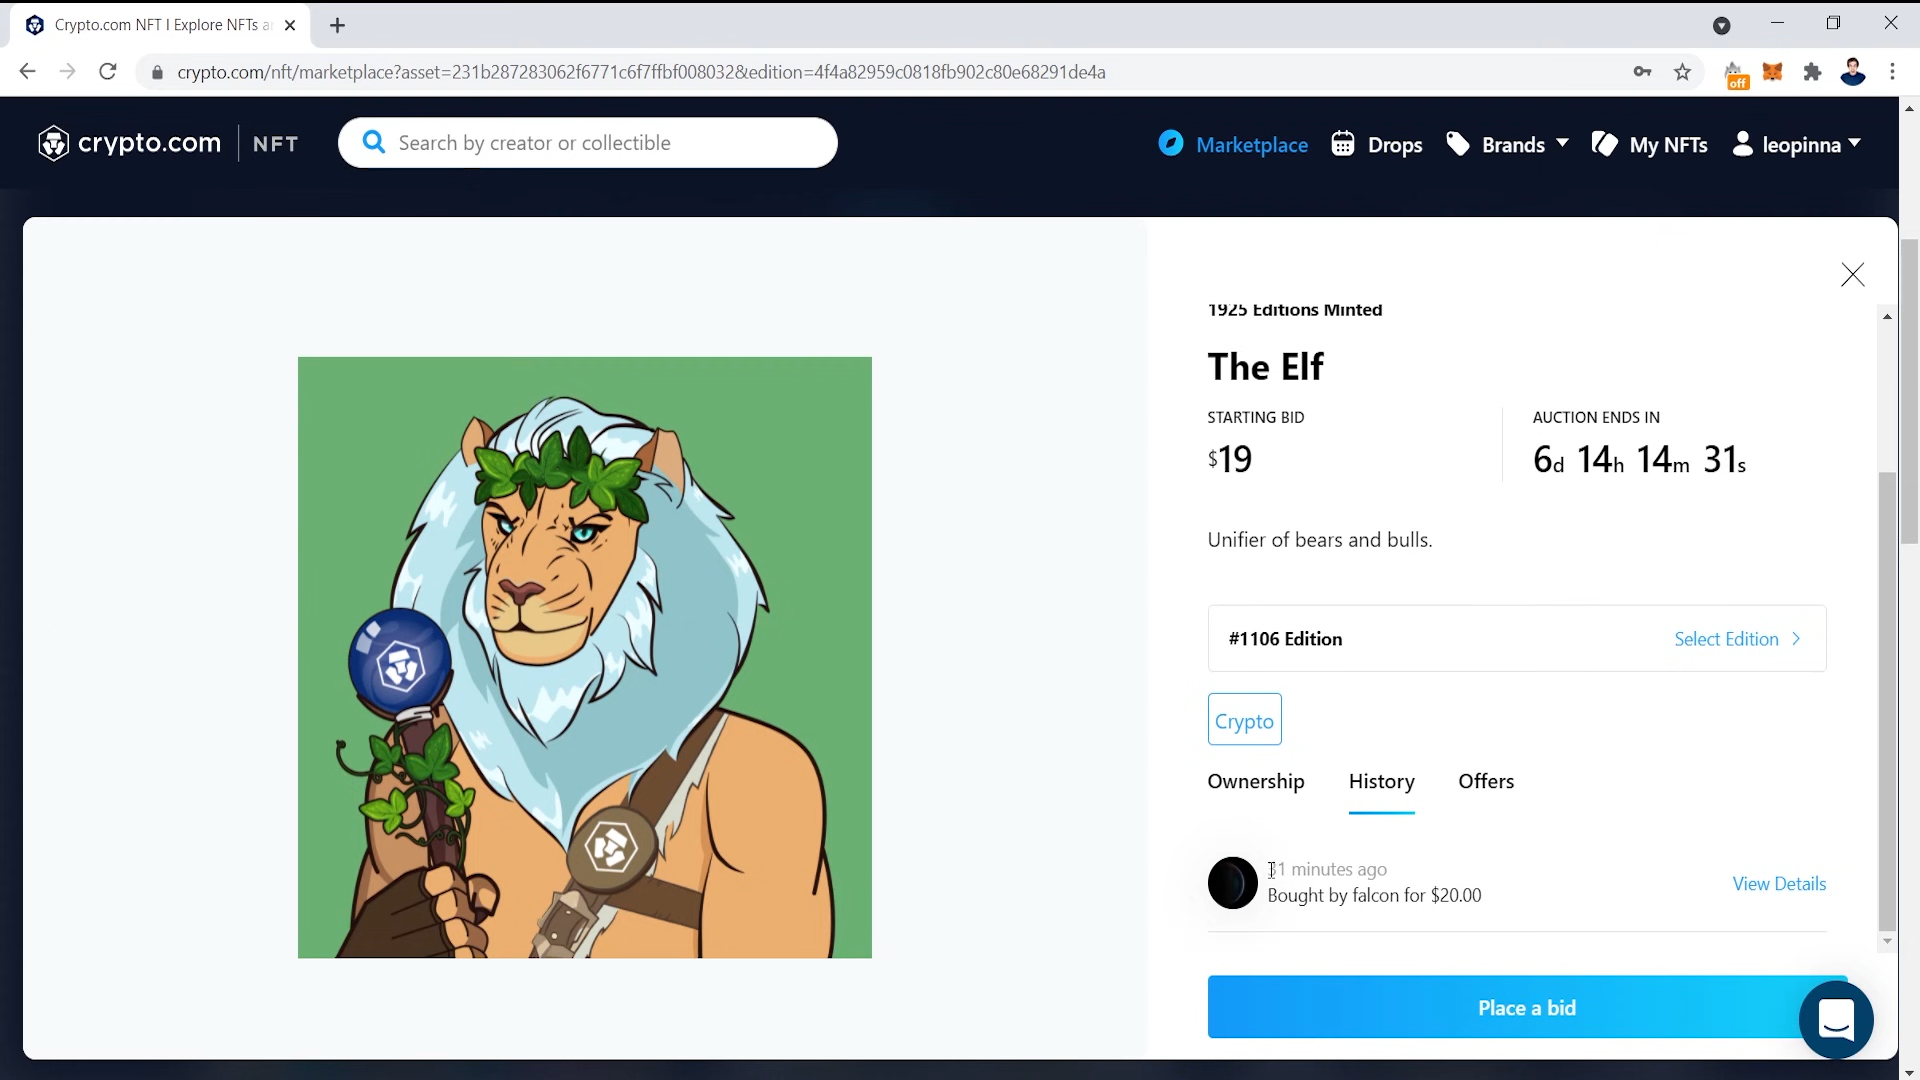 Crypto.com NFT | Explore NFTs a
crypto.com/nft/marketplace?asset=231b287283062f6771c6f7ffbf008032&edition=4f4a82959c0818fb902c80e68291de4a
off
crypto.com | NFT
Search by creator or collectible
Marketplace
Drops
Brands
My NFTs
leopinna
1925 Editions Minted
The Elf
STARTING BID
$19
AUCTION ENDS IN
6d 14h 14m 31s
Unifier of bears and bulls.
#1106 Edition
Select Edition >
Crypto
Ownership
History
Offers
31 minutes ago
Bought by falcon for $20.00
View Details
Place a bid